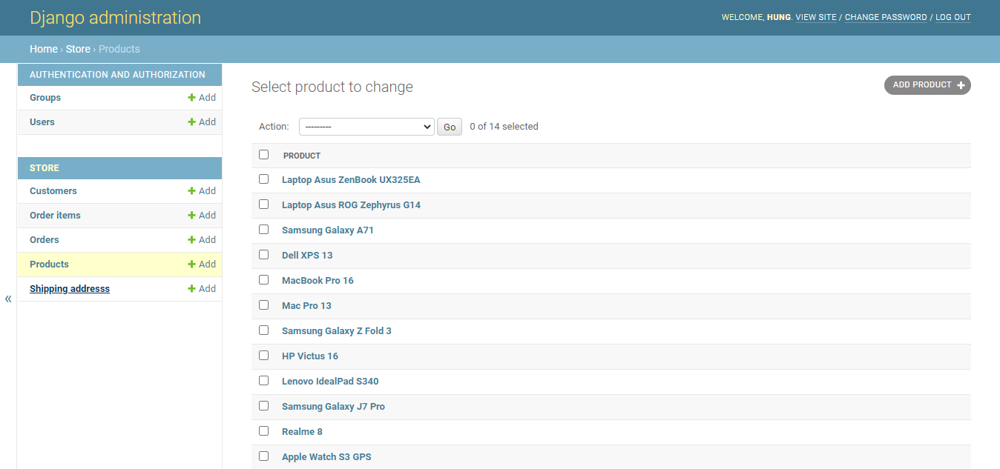 Django administration
WELCOME, HUNG. VIEW SITE / CHANGE PASSWORD / LOG OUT
Home › Store › Products
AUTHENTICATION AND AUTHORIZATION
Groups + Add
Users + Add
STORE
Customers + Add
Order items + Add
Orders + Add
Products + Add
Shipping addresss + Add
«
Select product to change
ADD PRODUCT +
Action: --------- Go 0 of 14 selected
PRODUCT
Laptop Asus ZenBook UX325EA
Laptop Asus ROG Zephyrus G14
Samsung Galaxy A71
Dell XPS 13
MacBook Pro 16
Mac Pro 13
Samsung Galaxy Z Fold 3
HP Victus 16
Lenovo IdealPad S340
Samsung Galaxy J7 Pro
Realme 8
Apple Watch S3 GPS